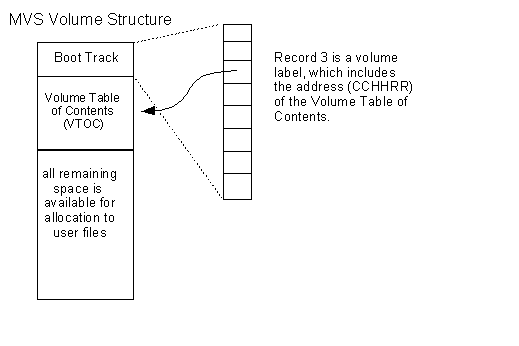 MVS Volume Structure
Boot Track
Volume Table
of Contents
(VTOC)
all remaining
space is
available for
allocation to
user files
Record 3 is a volume
label, which includes
the address (CCHHRR)
of the Volume Table of
Contents.